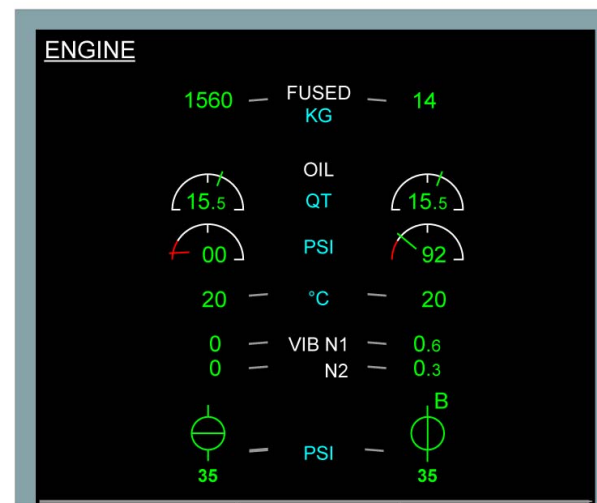 ENGINE
1560 FUSED 14
KG
OIL
15.5 QT 15.5
00 PSI 92
20 °C 20
0 VIB N1 0.6
0 N2 0.3
B
PSI
35 35